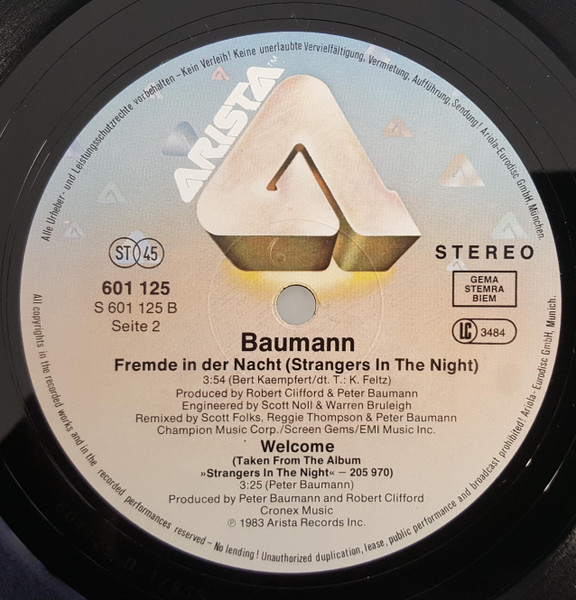 Alle Urheber- und Leistungsschutzrechte vorbehalten – Kein Verleih! Keine unerlaubte Vervielfältigung, Vermietung, Aufführung, Sendung! Ariola-Eurodisc GmbH, München.
ARISTA
ST 45
STEREO
601 125
S 601 125 B
Seite 2
GEMA
STEMRA
BIEM
LC 3484
Baumann
Fremde in der Nacht (Strangers In The Night)
3:54 (Bert Kaempfert/dt. T.: K. Feltz)
Produced by Robert Clifford & Peter Baumann
Engineered by Scott Noll & Warren Bruleigh
Remixed by Scott Folks, Reggie Thompson & Peter Baumann
Champion Music Corp./Screen Gems/EMI Music Inc.
Welcome
(Taken From The Album
»Strangers In The Night« – 205 970)
3:25 (Peter Baumann)
Produced by Peter Baumann and Robert Clifford
Cronex Music
℗ 1983 Arista Records Inc.
All copyrights in the recorded works and in the recorded performances reserved – No lending! Unauthorized duplication, lease, public performance and broadcast prohibited! Ariola-Eurodisc GmbH, Munich.